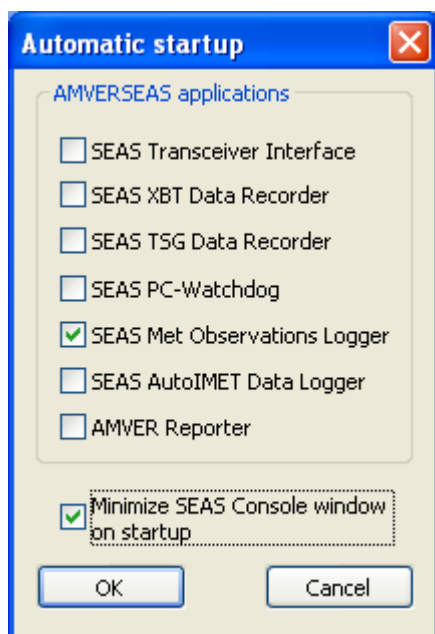 Automatic startup
AMVERSEAS applications
SEAS Transceiver Interface
SEAS XBT Data Recorder
SEAS TSG Data Recorder
SEAS PC-Watchdog
SEAS Met Observations Logger
SEAS AutoIMET Data Logger
AMVER Reporter
Minimize SEAS Console window
on startup
OK
Cancel